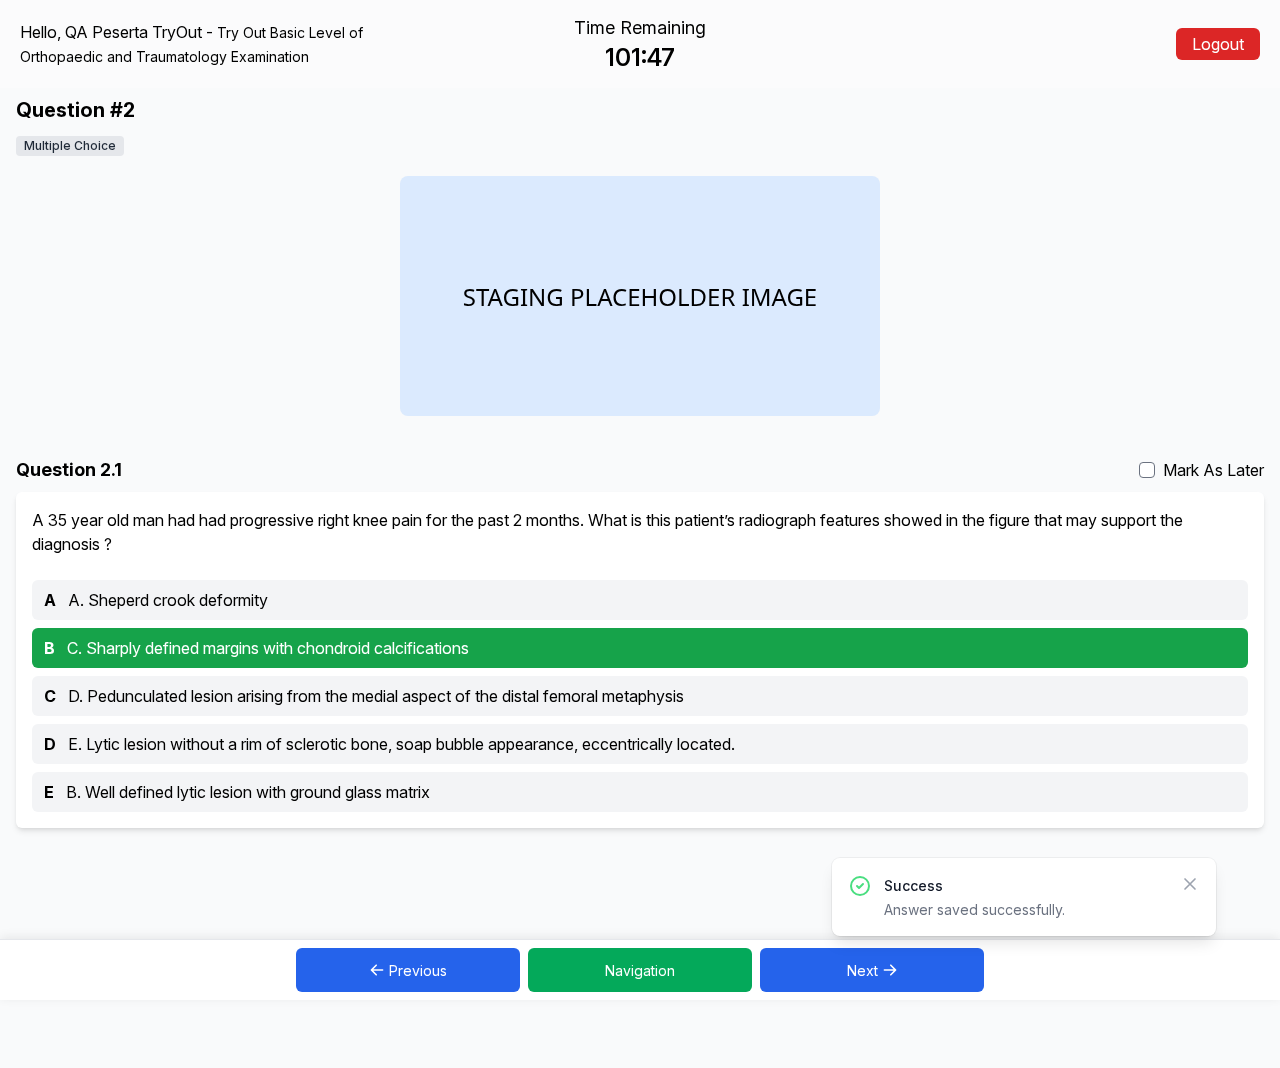 Hello, QA Peserta TryOut - Try Out Basic Level of
Orthopaedic and Traumatology Examination
Time Remaining
101:47
Logout
Question #2
Multiple Choice
STAGING PLACEHOLDER IMAGE
Question 2.1
Mark As Later
A 35 year old man had had progressive right knee pain for the past 2 months. What is this patient’s radiograph features showed in the figure that may support the
diagnosis ?
A A. Sheperd crook deformity
B C. Sharply defined margins with chondroid calcifications
C D. Pedunculated lesion arising from the medial aspect of the distal femoral metaphysis
D E. Lytic lesion without a rim of sclerotic bone, soap bubble appearance, eccentrically located.
E B. Well defined lytic lesion with ground glass matrix
Success
Answer saved successfully.
Previous
Navigation
Next